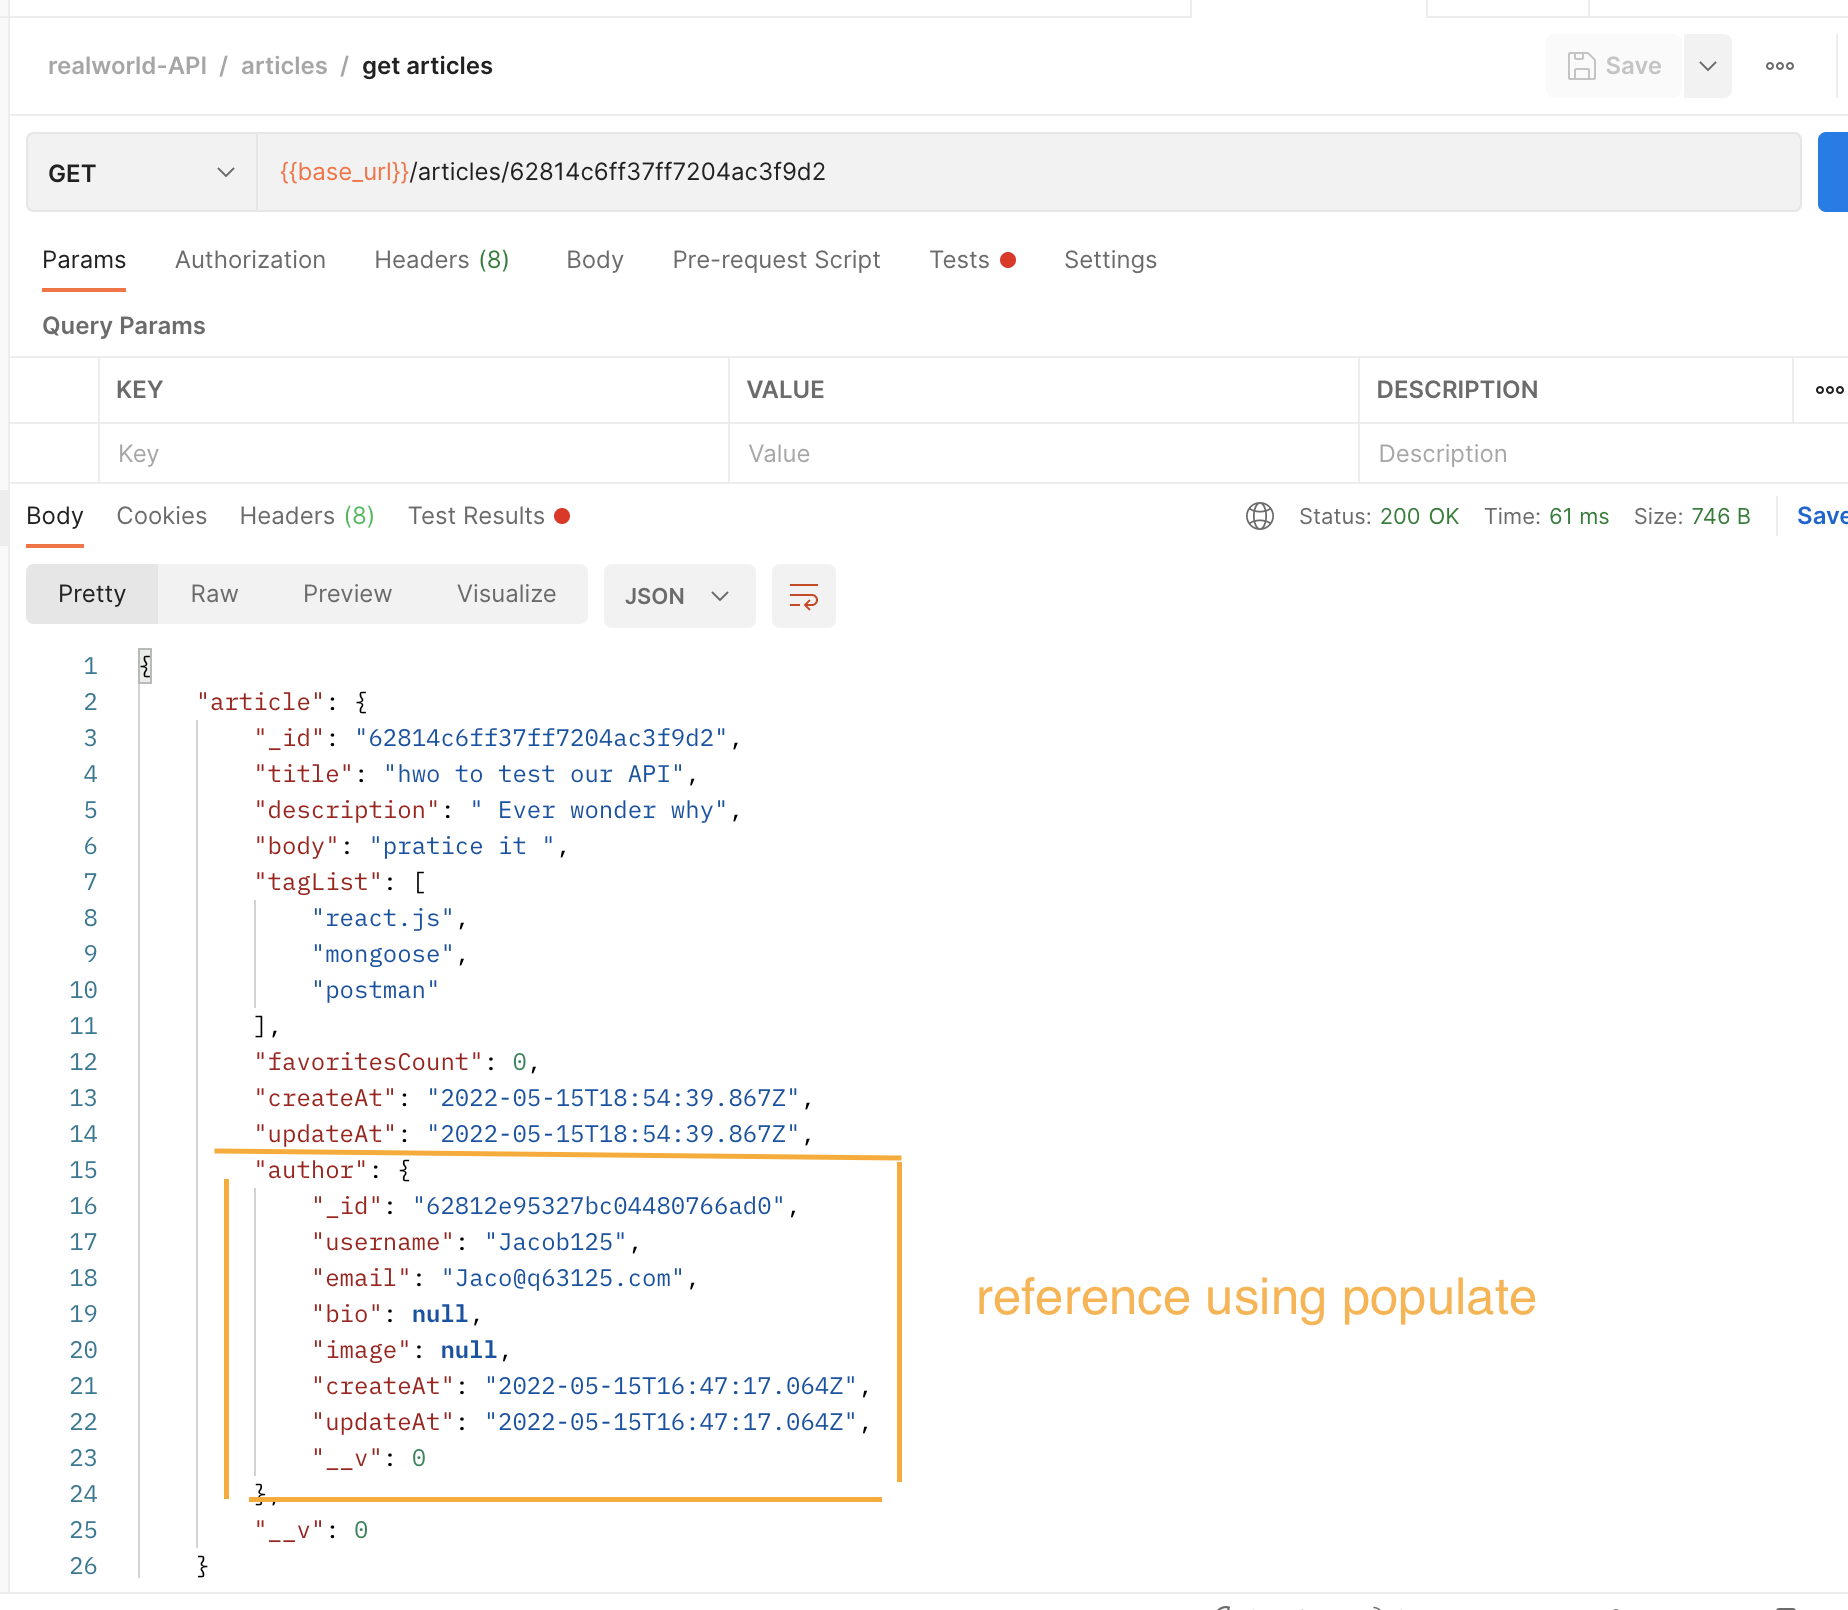 realworld-API / articles / get articles
Save
GET
{{base_url}}/articles/62814c6ff37ff7204ac3f9d2
Params Authorization Headers (8) Body Pre-request Script Tests Settings
Query Params
KEY VALUE DESCRIPTION
Key Value Description
Body Cookies Headers (8) Test Results Status: 200 OK Time: 61 ms Size: 746 B Save
Pretty Raw Preview Visualize JSON
1 {
2 "article": {
3 "_id": "62814c6ff37ff7204ac3f9d2",
4 "title": "hwo to test our API",
5 "description": " Ever wonder why",
6 "body": "pratice it ",
7 "tagList": [
8 "react.js",
9 "mongoose",
10 "postman"
11 ],
12 "favoritesCount": 0,
13 "createAt": "2022-05-15T18:54:39.867Z",
14 "updateAt": "2022-05-15T18:54:39.867Z",
15 "author": {
16 "_id": "62812e95327bc04480766ad0",
17 "username": "Jacob125",
18 "email": "Jaco@q63125.com",
19 "bio": null,
20 "image": null,
21 "createAt": "2022-05-15T16:47:17.064Z",
22 "updateAt": "2022-05-15T16:47:17.064Z",
23 "__v": 0
24 },
25 "__v": 0
26 }
reference using populate